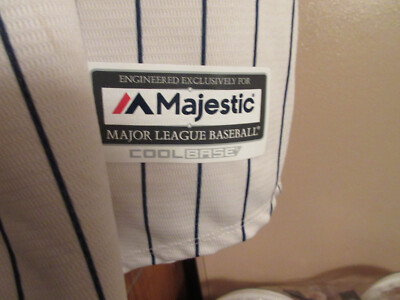 ENGINEERED EXCLUSIVELY FOR
Majestic®
MAJOR LEAGUE BASEBALL®
COOLBASE